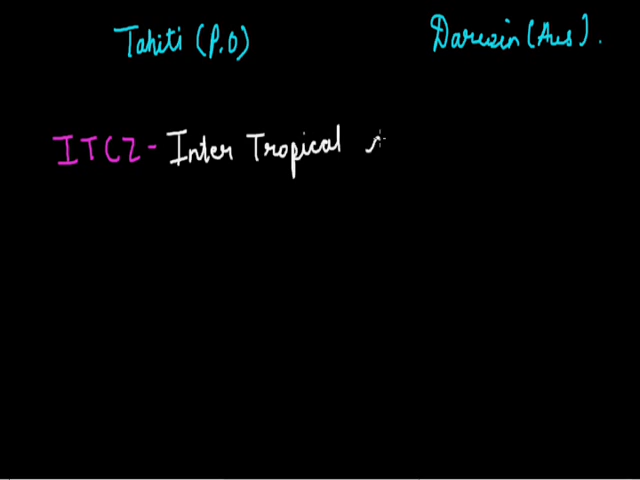 Tahiti (P.O) Darwin (Aus).
ITCZ - Inter Tropical